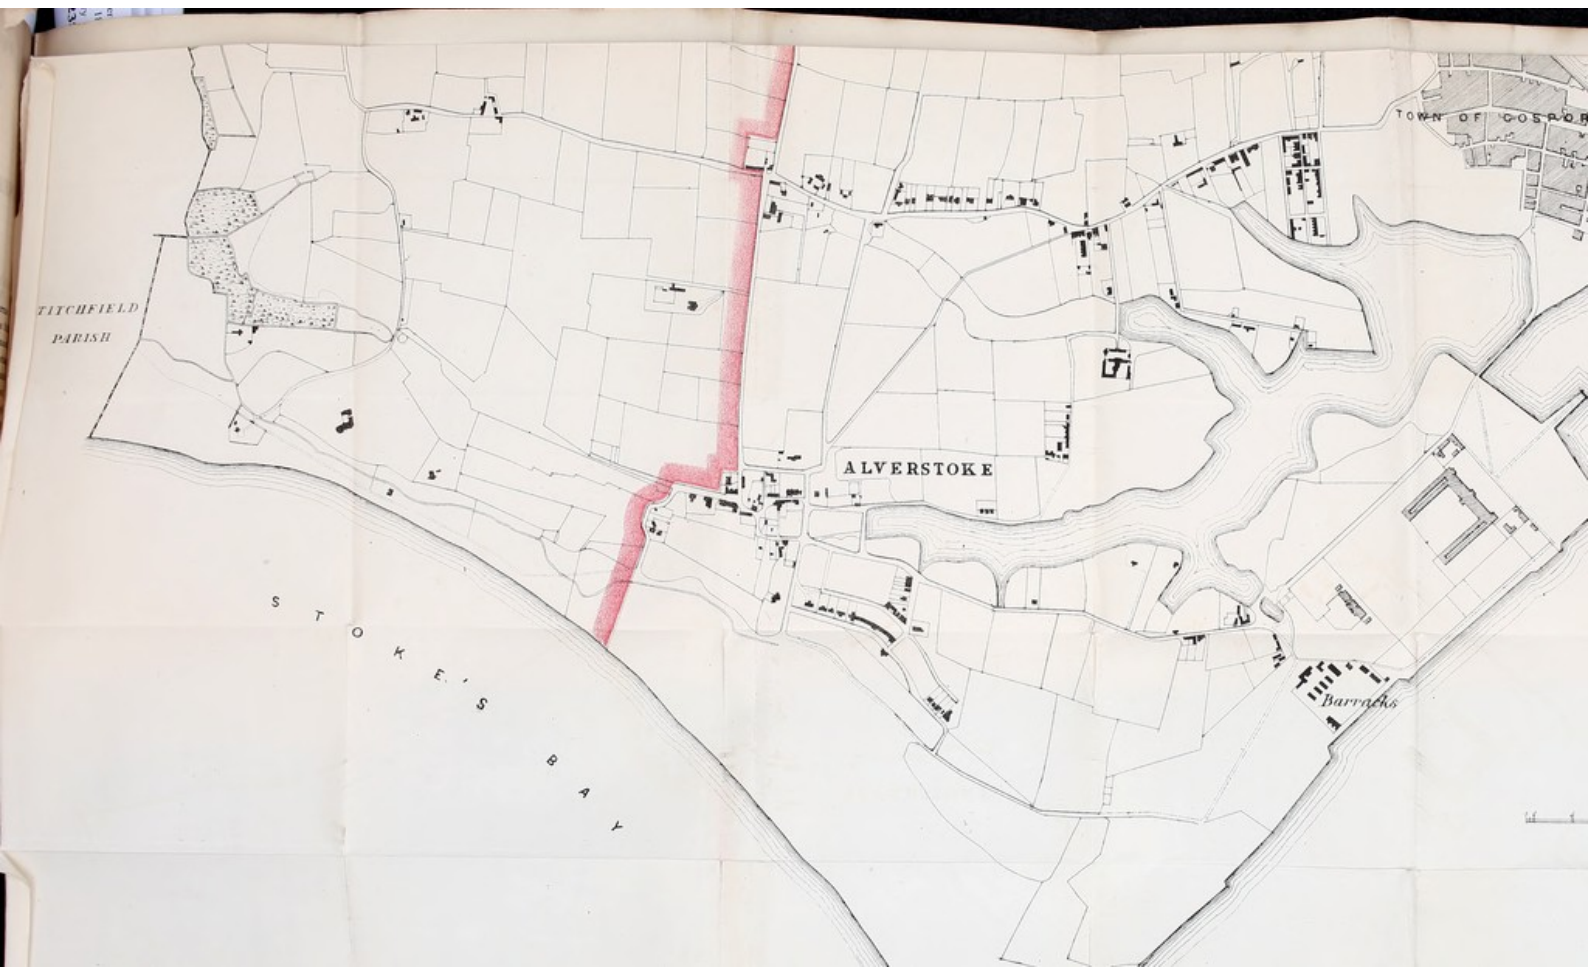 TOWN OF GOSPOR
TITCHFIELD
PARISH
ALVERSTOKE
STOKE'S BAY
Barracks